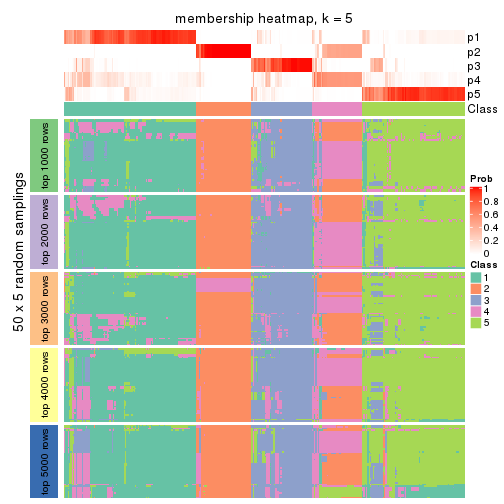 membership heatmap, k = 5
p1
p2
p3
p4
p5
Class
50 x 5 random samplings
top 1000 rows
top 2000 rows
top 3000 rows
top 4000 rows
top 5000 rows
Prob
1
0.8
0.6
0.4
0.2
0
Class
1
2
3
4
5